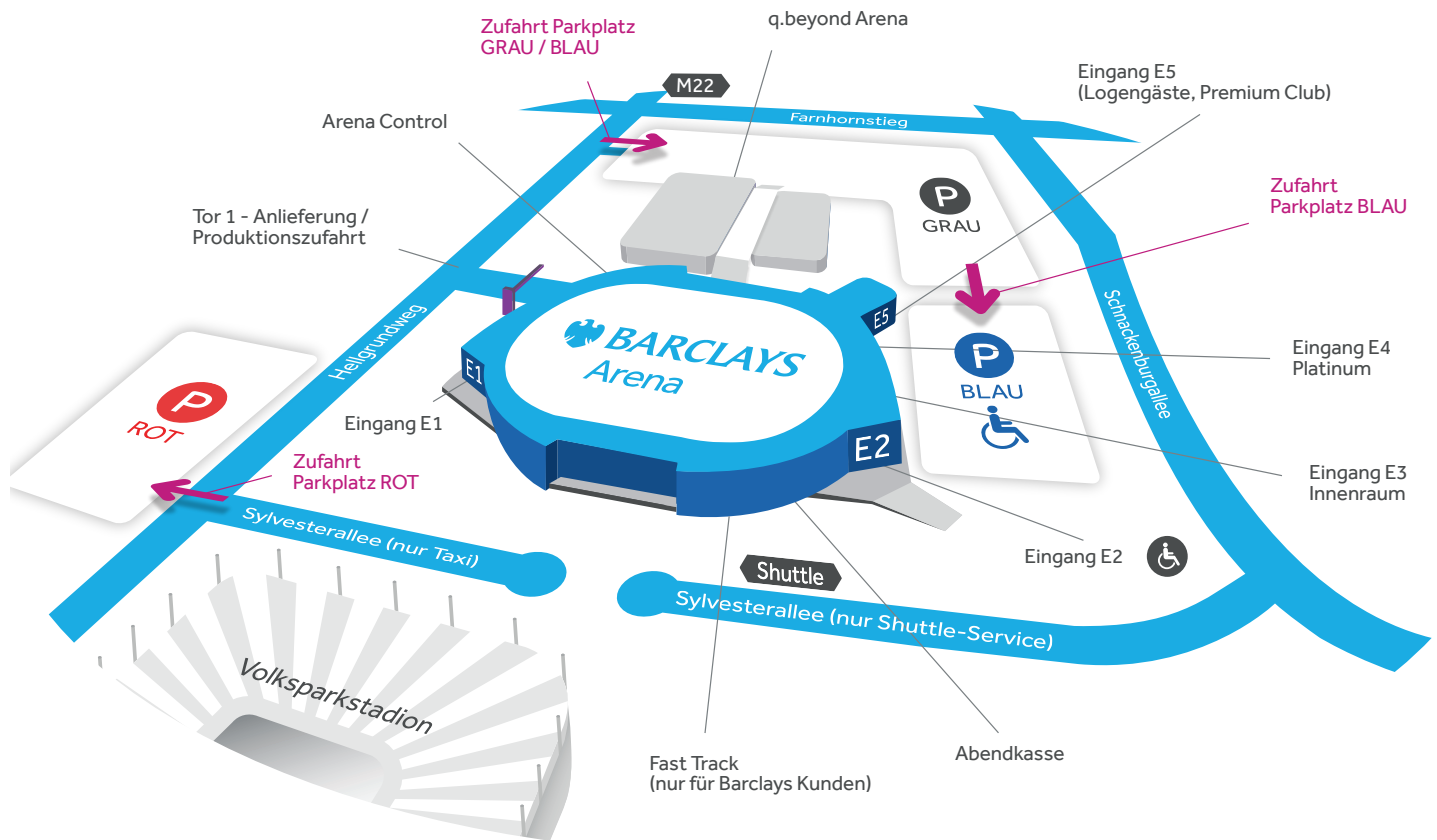 q.beyond Arena
Zufahrt Parkplatz
GRAU / BLAU
M22
Eingang E5
(Logengäste, Premium Club)
Farnhornstieg
Arena Control
Zufahrt
Parkplatz BLAU
P
GRAU
Tor 1 - Anlieferung /
Produktionszufahrt
Schnackenburgallee
Hellgrundweg
E5
BARCLAYS
Arena
P
BLAU
Eingang E4
Platinum
E1
P
ROT
Eingang E1
E2
Zufahrt
Parkplatz ROT
Eingang E3
Innenraum
Sylvesterallee (nur Taxi)
Eingang E2
Shuttle
Sylvesterallee (nur Shuttle-Service)
Volksparkstadion
Abendkasse
Fast Track
(nur für Barclays Kunden)